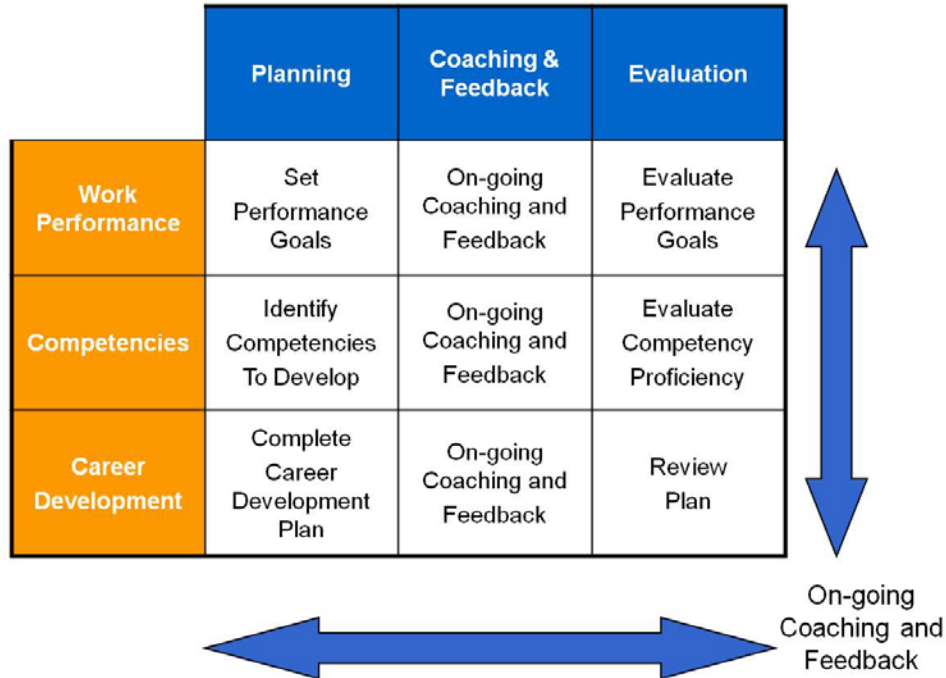 Planning
Coaching &
Feedback
Evaluation
Work
Performance
Set
Performance
Goals
On-going
Coaching and
Feedback
Evaluate
Performance
Goals
Competencies
Identify
Competencies
To Develop
On-going
Coaching and
Feedback
Evaluate
Competency
Proficiency
Career
Development
Complete
Career
Development
Plan
On-going
Coaching and
Feedback
Review
Plan
On-going
Coaching and
Feedback